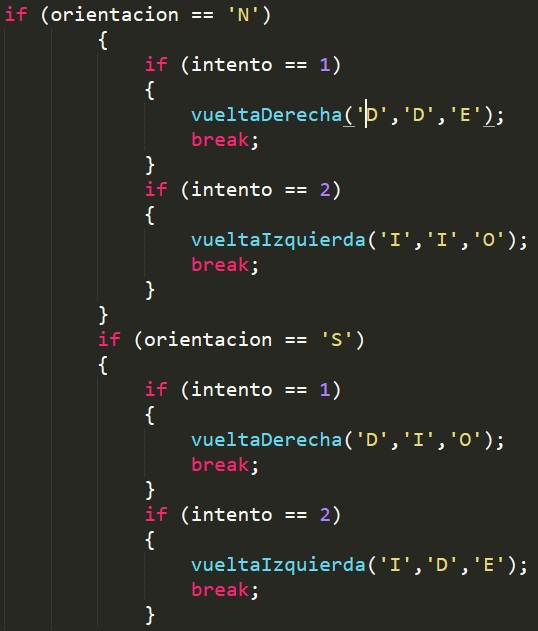 if (orientacion == 'N')
{
if (intento == 1)
{
vueltaDerecha('D','D','E');
break;
}
if (intento == 2)
{
vueltaIzquierda('I','I','O');
break;
}
}
if (orientacion == 'S')
{
if (intento == 1)
{
vueltaDerecha('D','I','O');
break;
}
if (intento == 2)
{
vueltaIzquierda('I','D','E');
break;
}